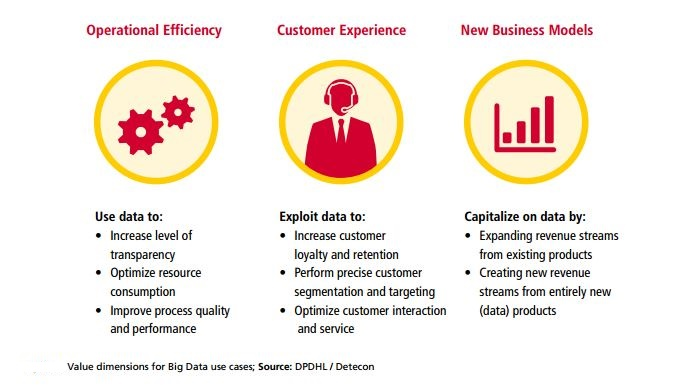 Operational Efficiency
Customer Experience
New Business Models
Use data to:
• Increase level of
transparency
• Optimize resource
consumption
• Improve process quality
and performance
Exploit data to:
• Increase customer
loyalty and retention
• Perform precise customer
segmentation and targeting
• Optimize customer interaction
and service
Capitalize on data by:
• Expanding revenue streams
from existing products
• Creating new revenue
streams from entirely new
(data) products
Value dimensions for Big Data use cases; Source: DPDHL / Detecon